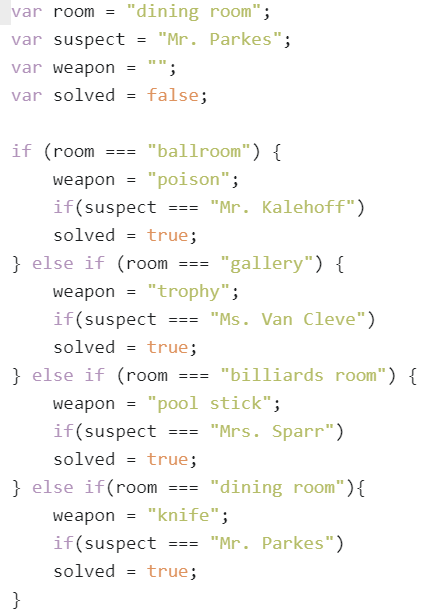 var room = "dining room";
var suspect = "Mr. Parkes";
var weapon = "";
var solved = false;

if (room === "ballroom") {
    weapon = "poison";
    if(suspect === "Mr. Kalehoff")
    solved = true;
} else if (room === "gallery") {
    weapon = "trophy";
    if(suspect === "Ms. Van Cleve")
    solved = true;
} else if (room === "billiards room") {
    weapon = "pool stick";
    if(suspect === "Mrs. Sparr")
    solved = true;
} else if(room === "dining room"){
    weapon = "knife";
    if(suspect === "Mr. Parkes")
    solved = true;
}